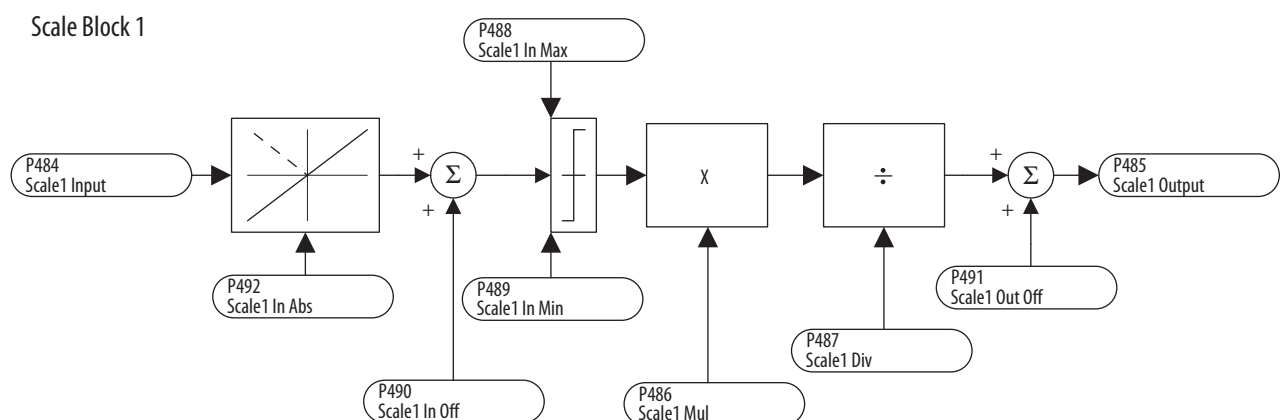 Scale Block 1
P488
Scale1 In Max
P484
Scale1 Input
+
Σ
+
x
÷
+
Σ
+
P485
Scale1 Output
P492
Scale1 In Abs
P489
Scale1 In Min
P491
Scale1 Out Off
P487
Scale1 Div
P490
Scale1 In Off
P486
Scale1 Mul